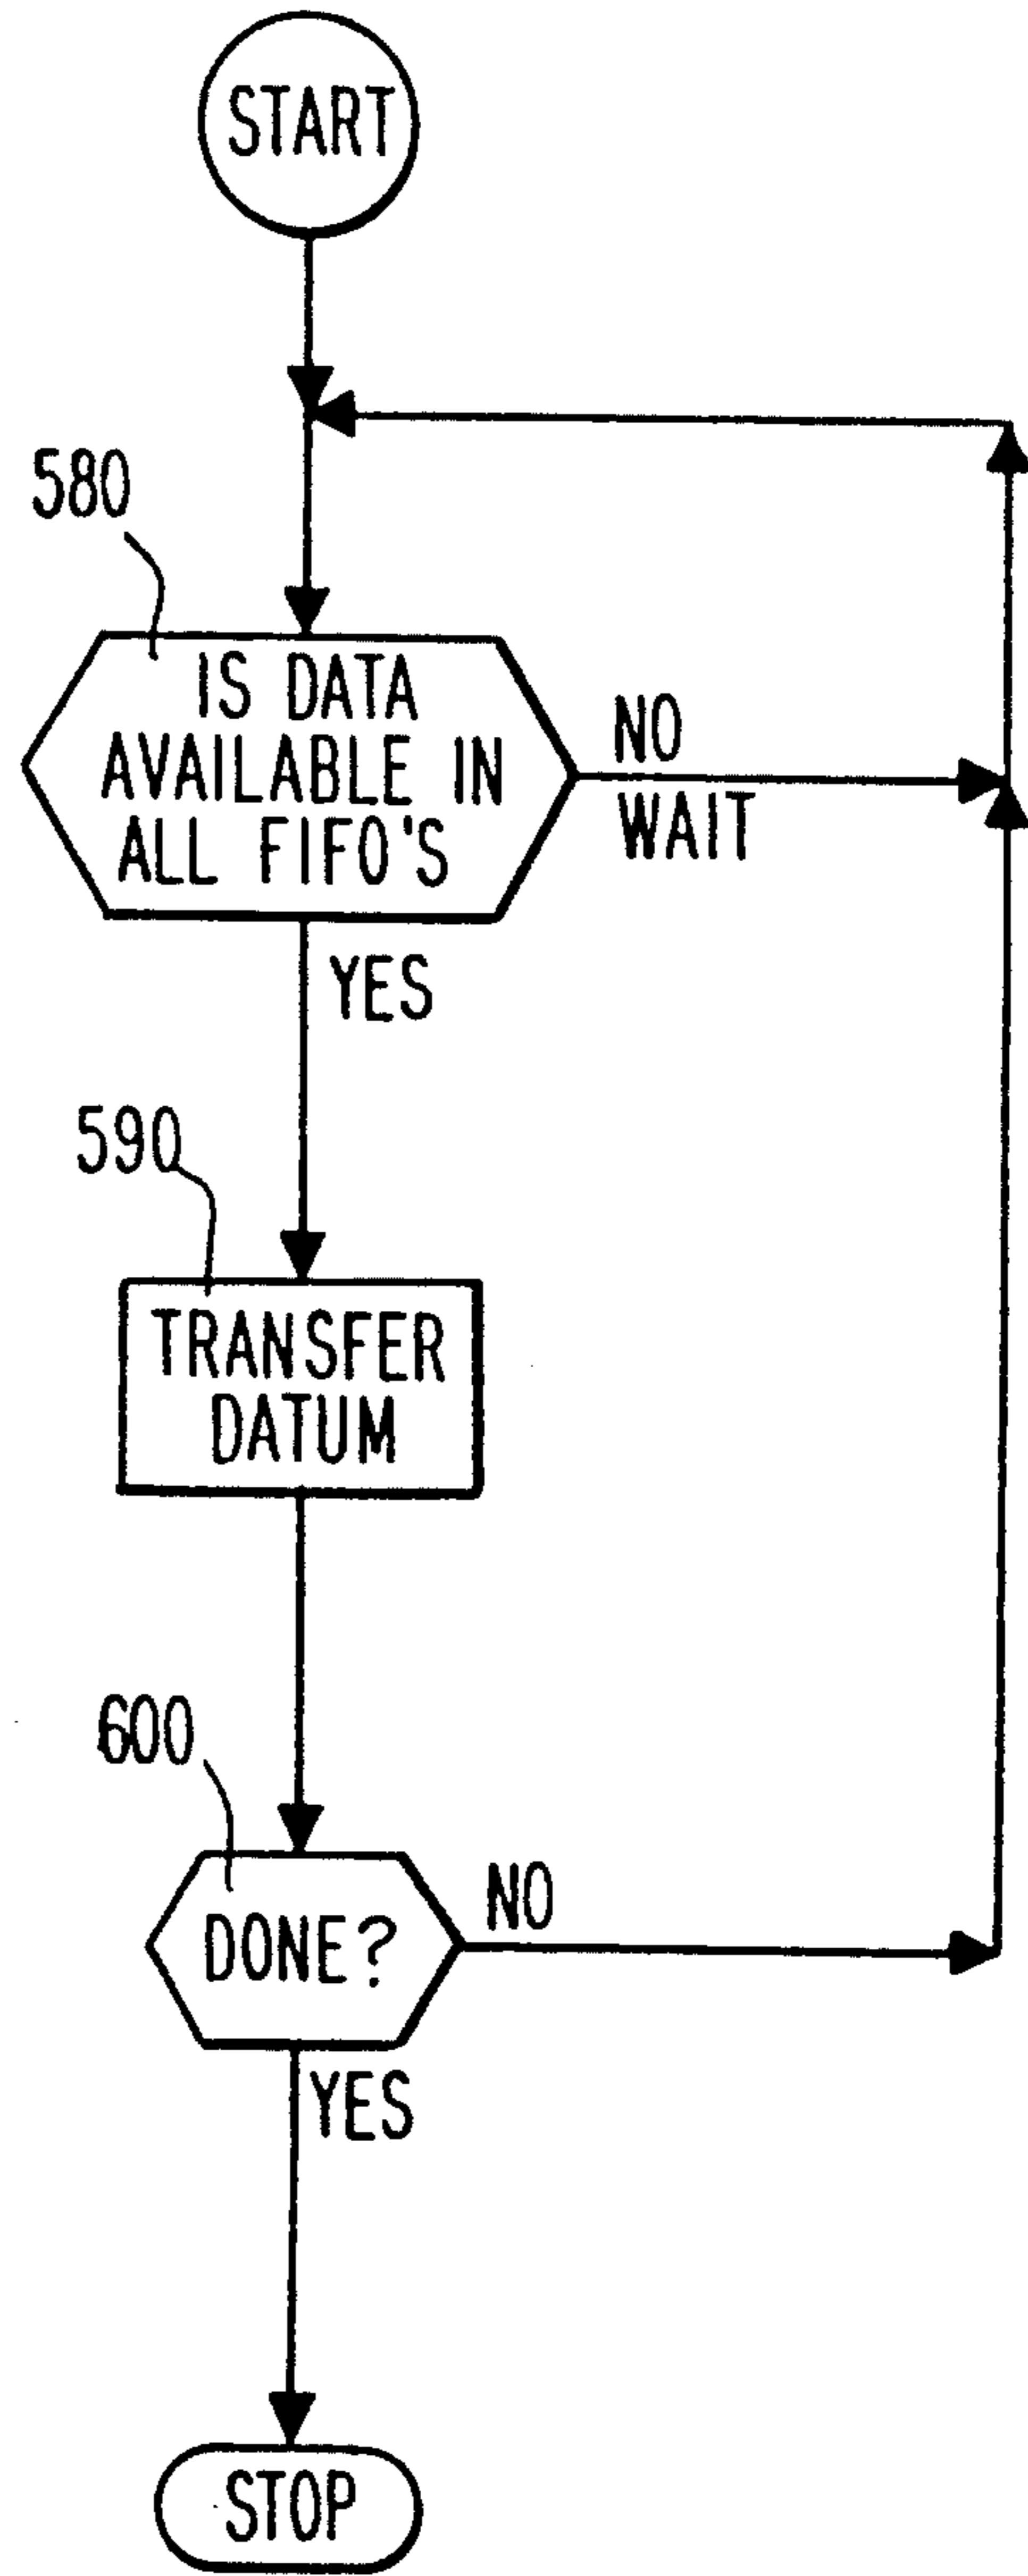 START
580
IS DATA
AVAILABLE IN
ALL FIFO'S
NO
WAIT
YES
590
TRANSFER
DATUM
600
DONE?
NO
YES
STOP